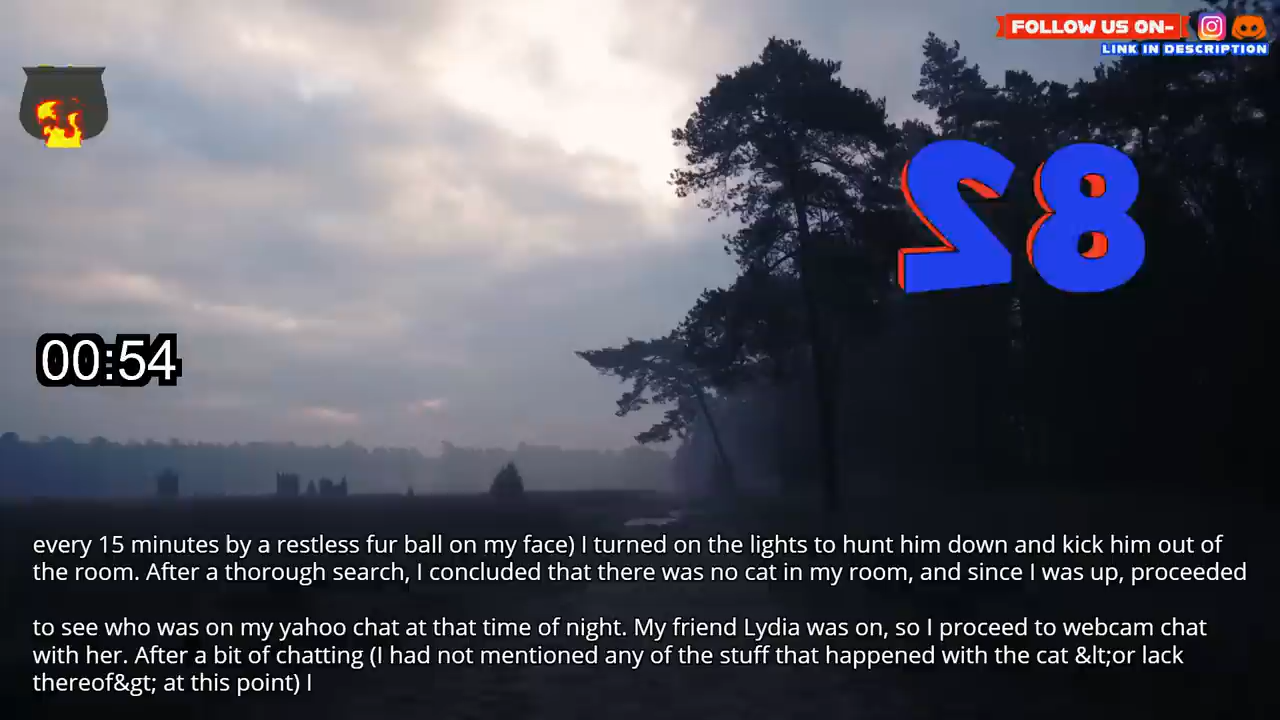 FOLLOW US ON-
LINK IN DESCRIPTION
28
00:54
every 15 minutes by a restless fur ball on my face) I turned on the lights to hunt him down and kick him out of
the room. After a thorough search, I concluded that there was no cat in my room, and since I was up, proceeded
to see who was on my yahoo chat at that time of night. My friend Lydia was on, so I proceed to webcam chat
with her. After a bit of chatting (I had not mentioned any of the stuff that happened with the cat &lt;or lack
thereof&gt; at this point) I